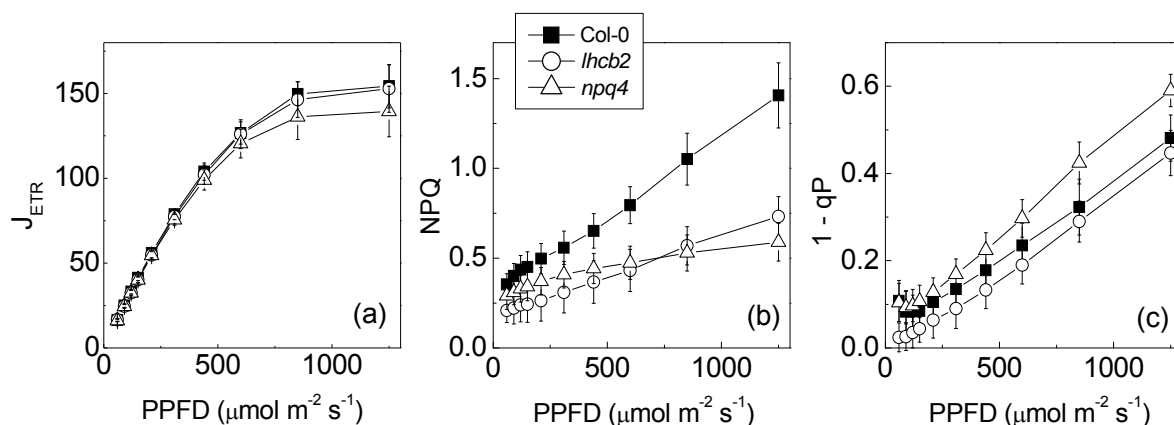 150
100
50
0
J_ETR
0
500
1000
PPFD (μmol m⁻² s⁻¹)
(a)
1.5
1.0
0.5
0.0
NPQ
Col-0
lhcb2
npq4
0
500
1000
PPFD (μmol m⁻² s⁻¹)
(b)
0.6
0.4
0.2
0.0
1 - qP
0
500
1000
PPFD (μmol m⁻² s⁻¹)
(c)